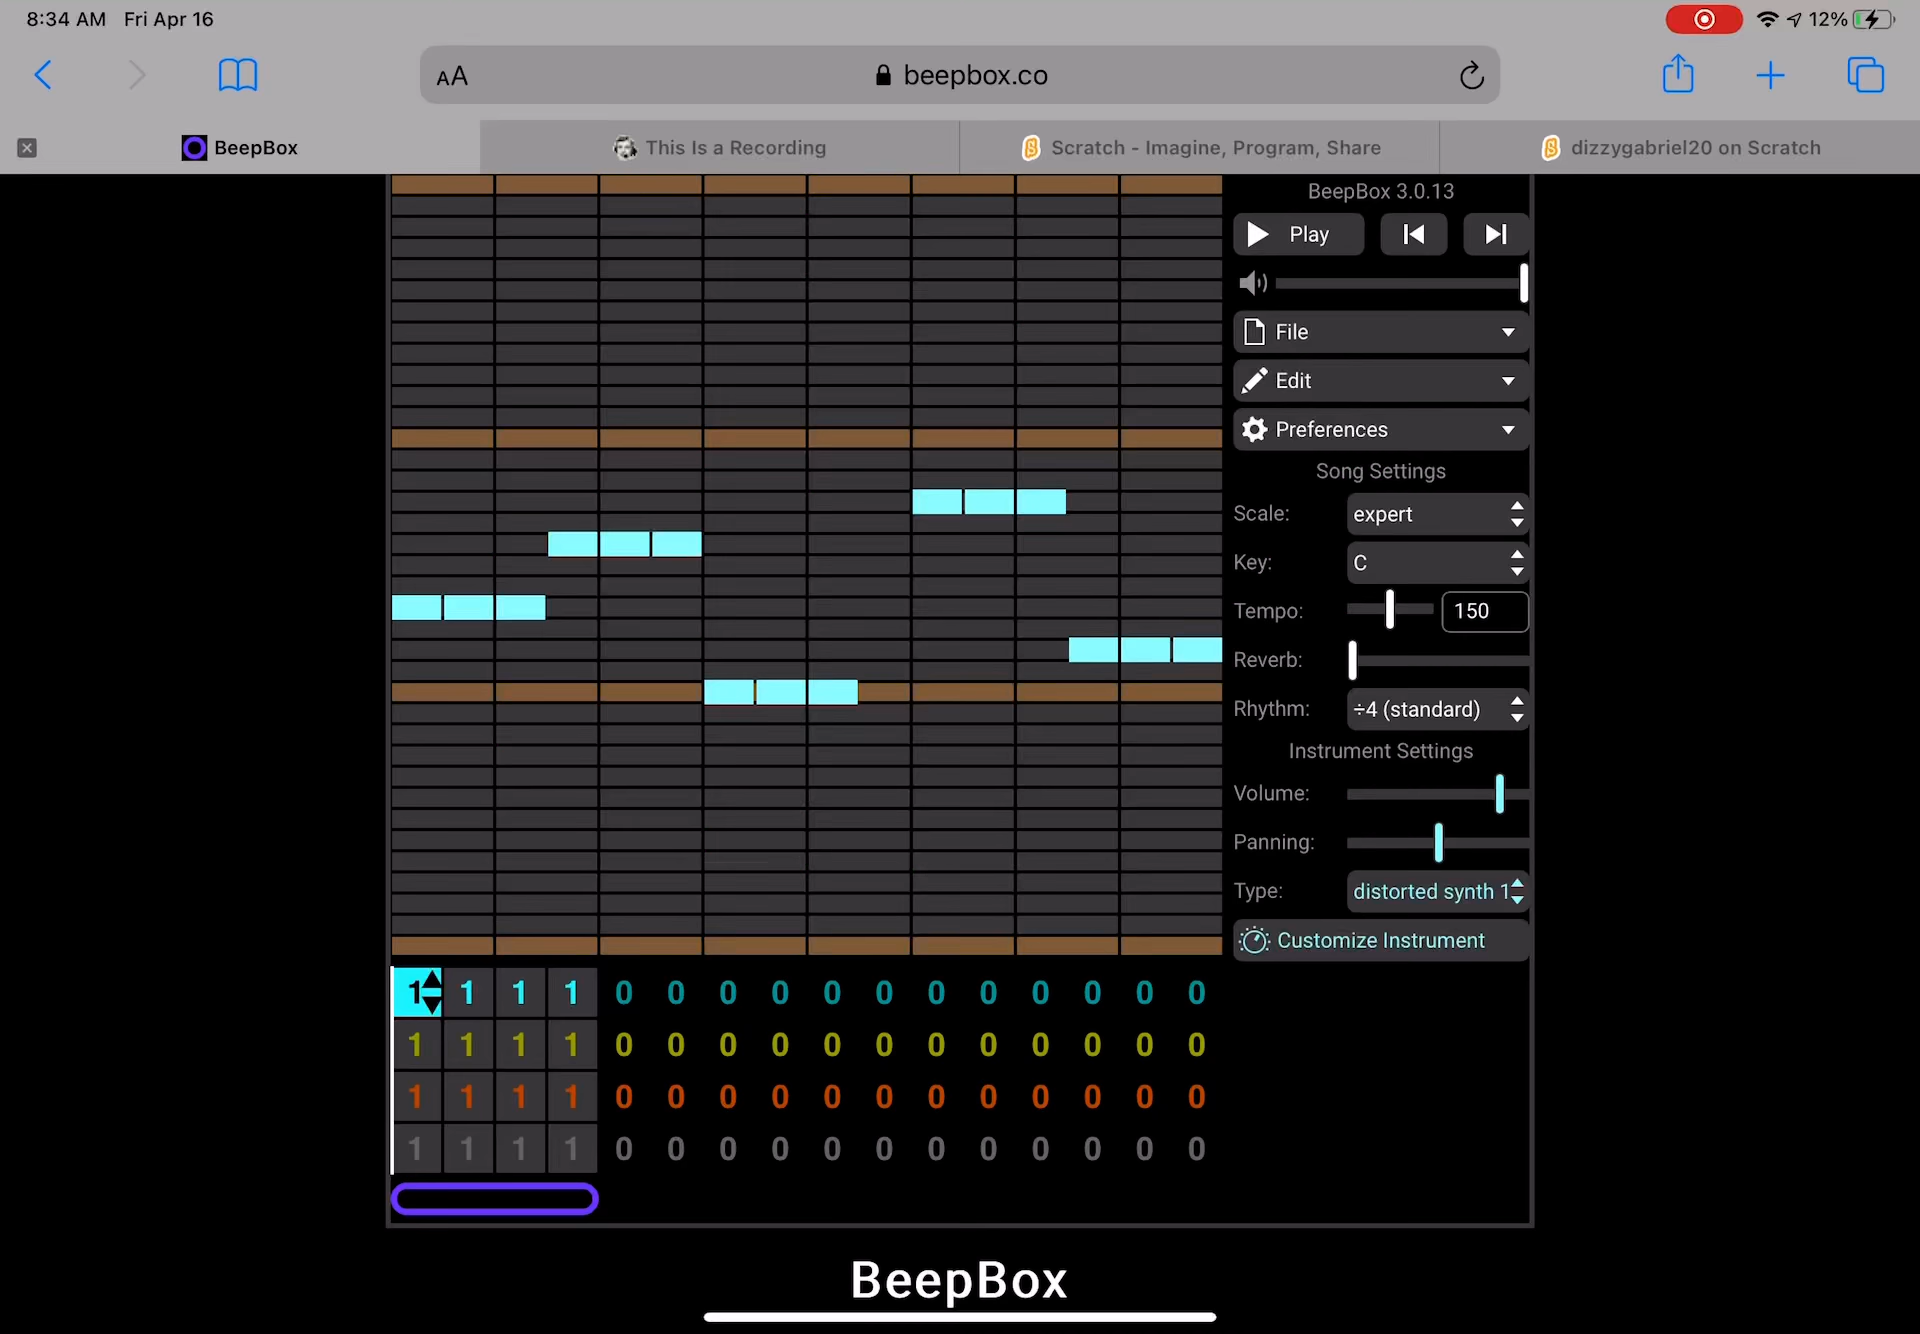 8:34 AM Fri Apr 16
12%
AA
beepbox.co
BeepBox
This Is a Recording
Scratch - Imagine, Program, Share
dizzygabriel20 on Scratch
BeepBox 3.0.13
Play
File
Edit
Preferences
Song Settings
Scale: expert
Key: C
Tempo: 150
Reverb:
Rhythm: ÷4 (standard)
Instrument Settings
Volume:
Panning:
Type: distorted synth 1
Customize Instrument
1 1 1 1 0 0 0 0 0 0 0 0 0 0 0 0
1 1 1 1 0 0 0 0 0 0 0 0 0 0 0 0
1 1 1 1 0 0 0 0 0 0 0 0 0 0 0 0
1 1 1 1 0 0 0 0 0 0 0 0 0 0 0 0
BeepBox